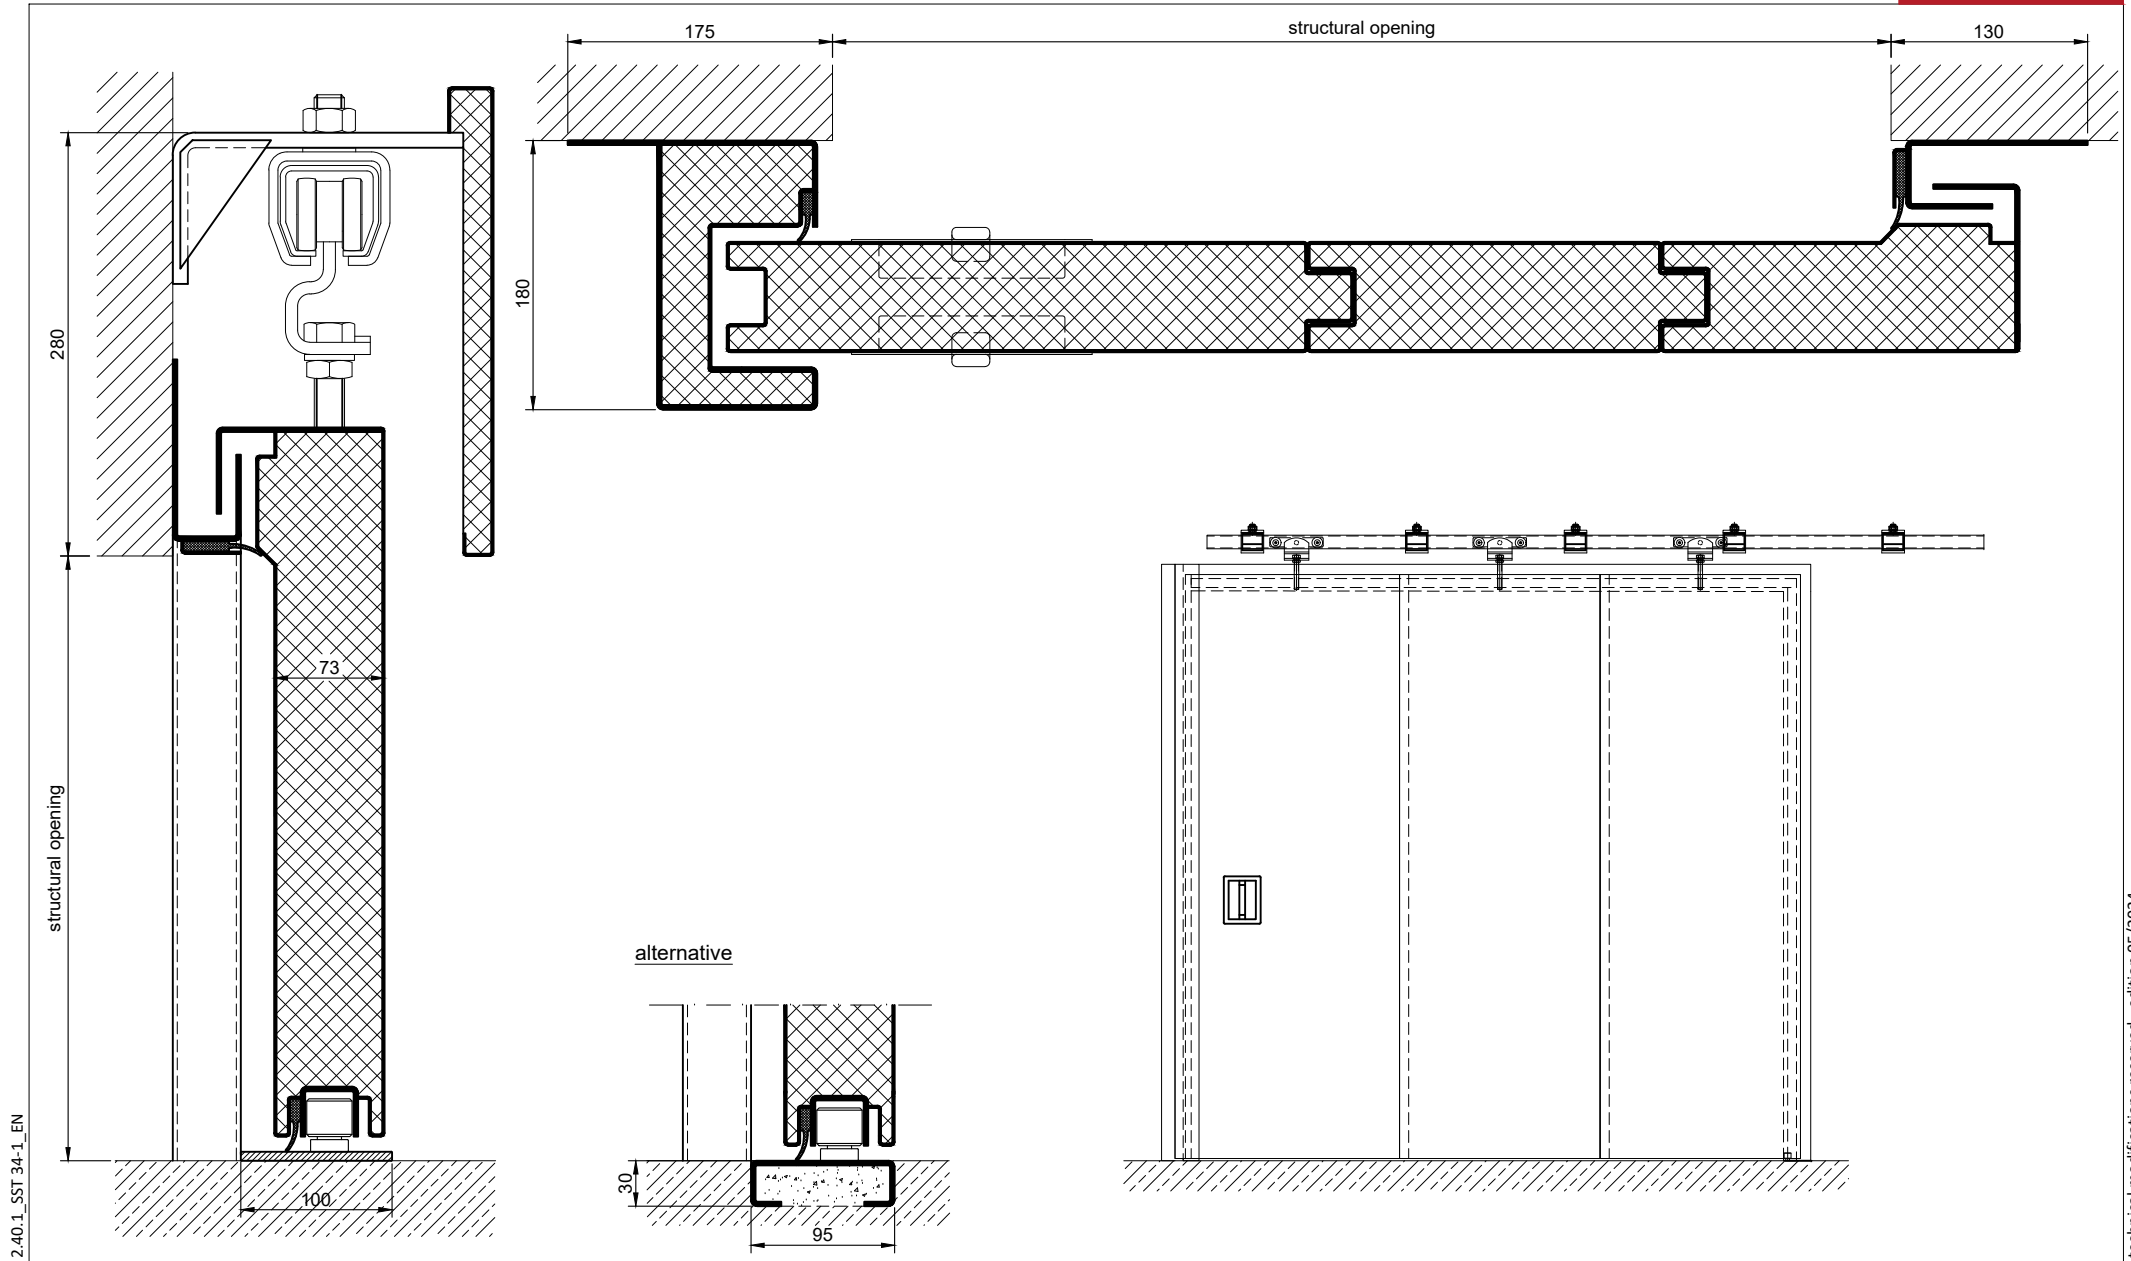 175
structural opening
130
280
180
73
structural opening
alternative
100
30
95
2.40.1_SST 34-1_EN